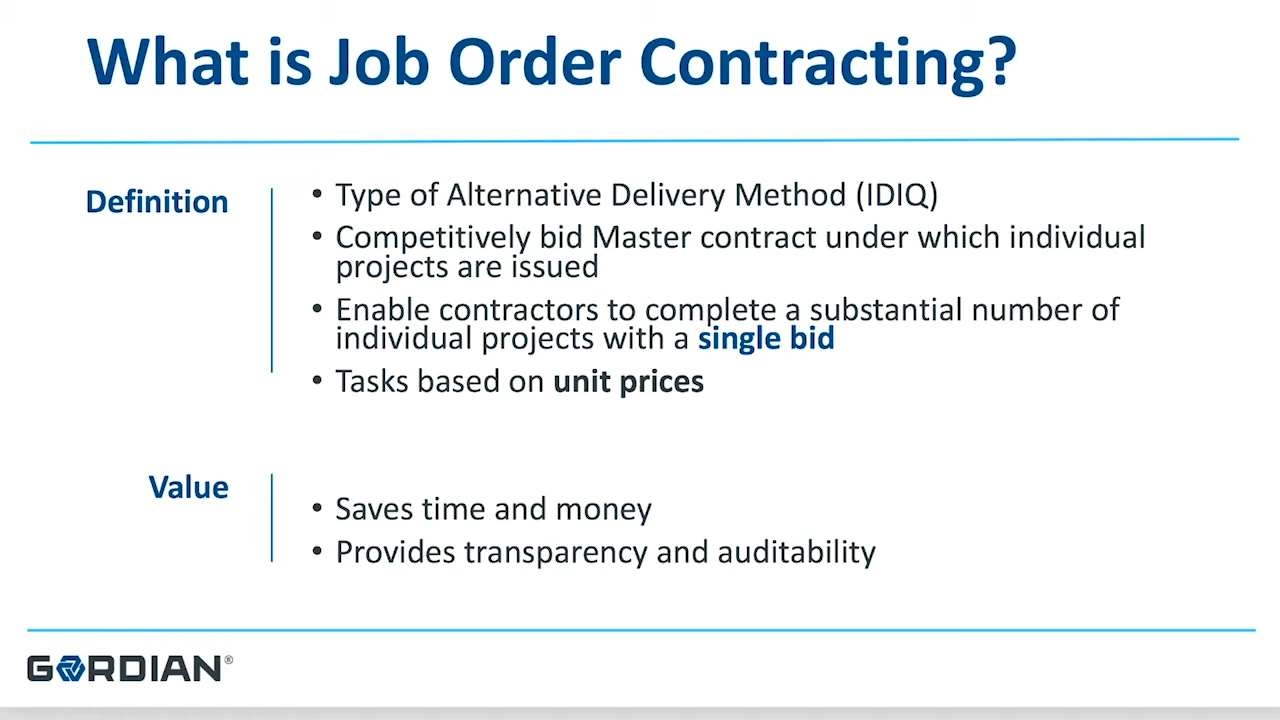 What is Job Order Contracting?
Definition
• Type of Alternative Delivery Method (IDIQ)
• Competitively bid Master contract under which individual
projects are issued
• Enable contractors to complete a substantial number of
individual projects with a single bid
• Tasks based on unit prices
Value
• Saves time and money
• Provides transparency and auditability
GORDIAN®